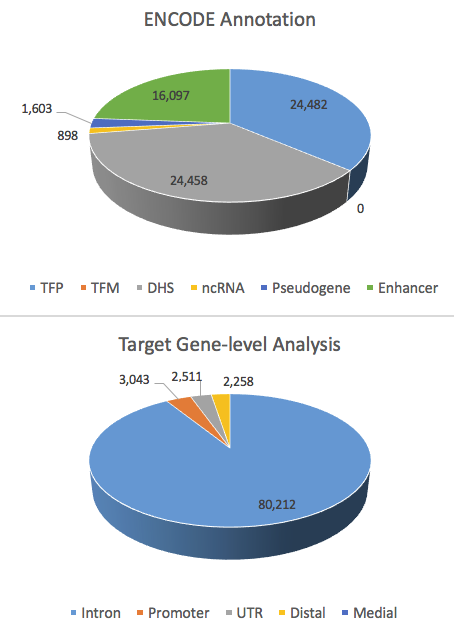 ENCODE Annotation
16,097
24,482
1,603
898
24,458
0
TFP TFM DHS ncRNA Pseudogene Enhancer
Target Gene-level Analysis
3,043 2,511 2,258
80,212
Intron Promoter UTR Distal Medial